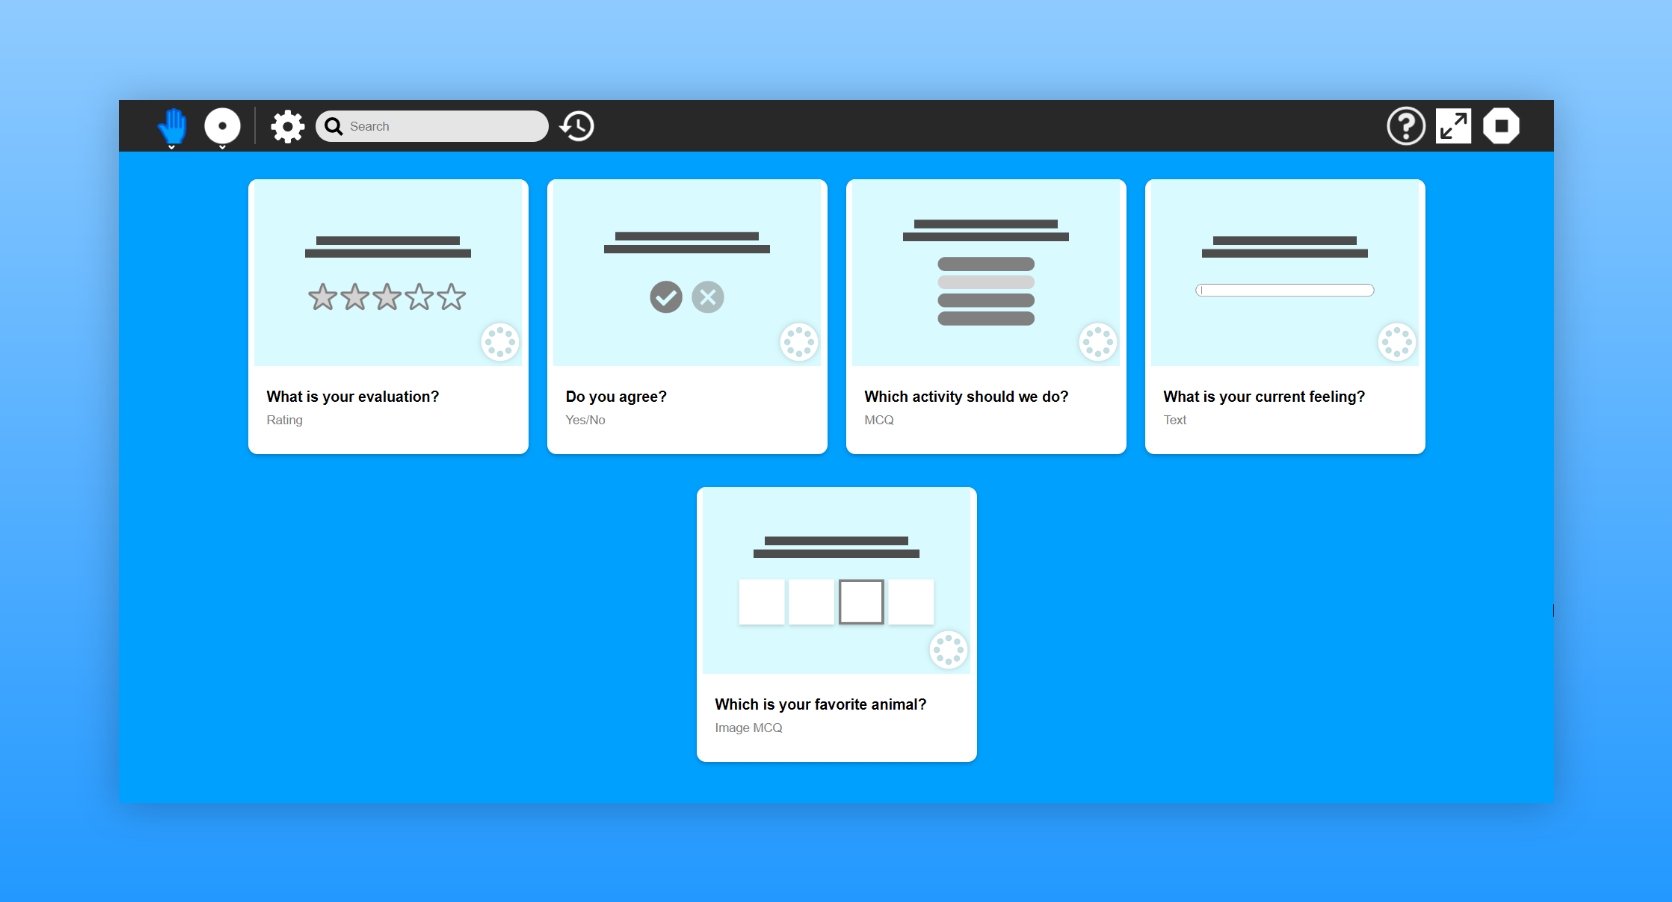 Search
What is your evaluation?
Rating
Do you agree?
Yes/No
Which activity should we do?
MCQ
What is your current feeling?
Text
Which is your favorite animal?
Image MCQ